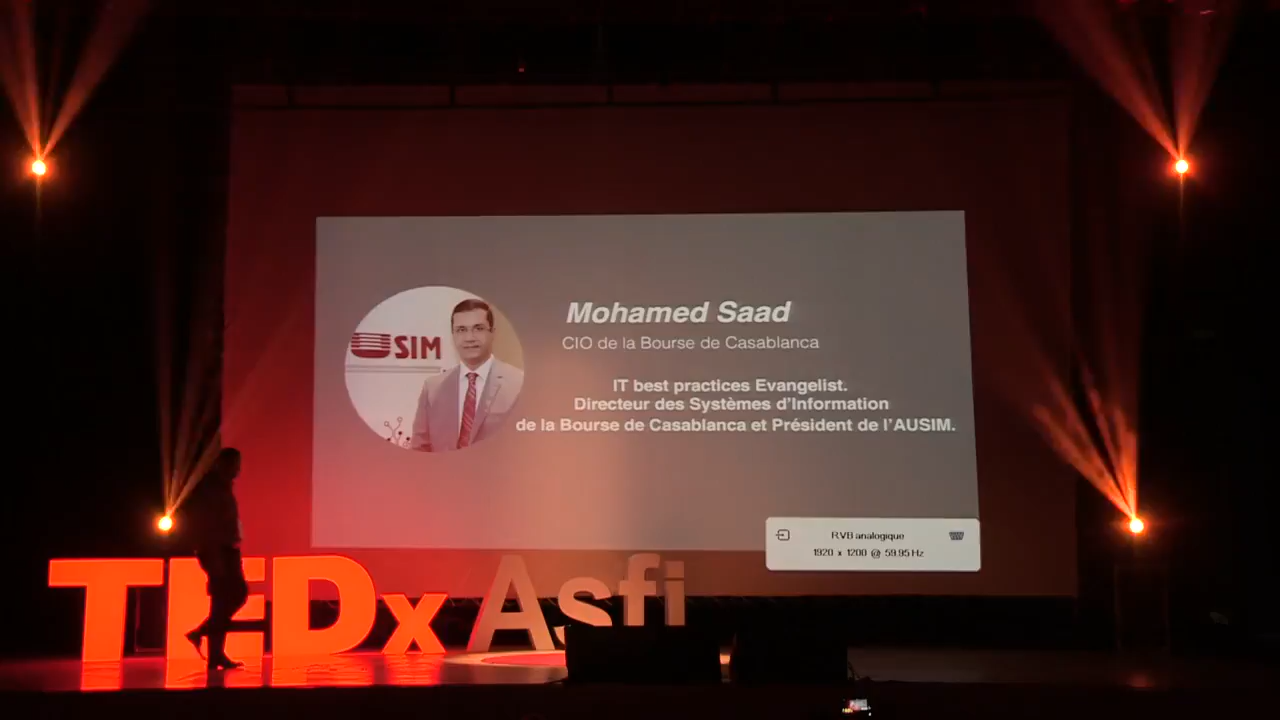 Mohamed Saad
CIO de la Bourse de Casablanca
SIM
IT best practices Evangelist.
Directeur des Systèmes d'Information
de la Bourse de Casablanca et Président de l'AUSIM.
RVB analogique
1920 x 1200 @ 59.95 Hz
TEDx Asfi